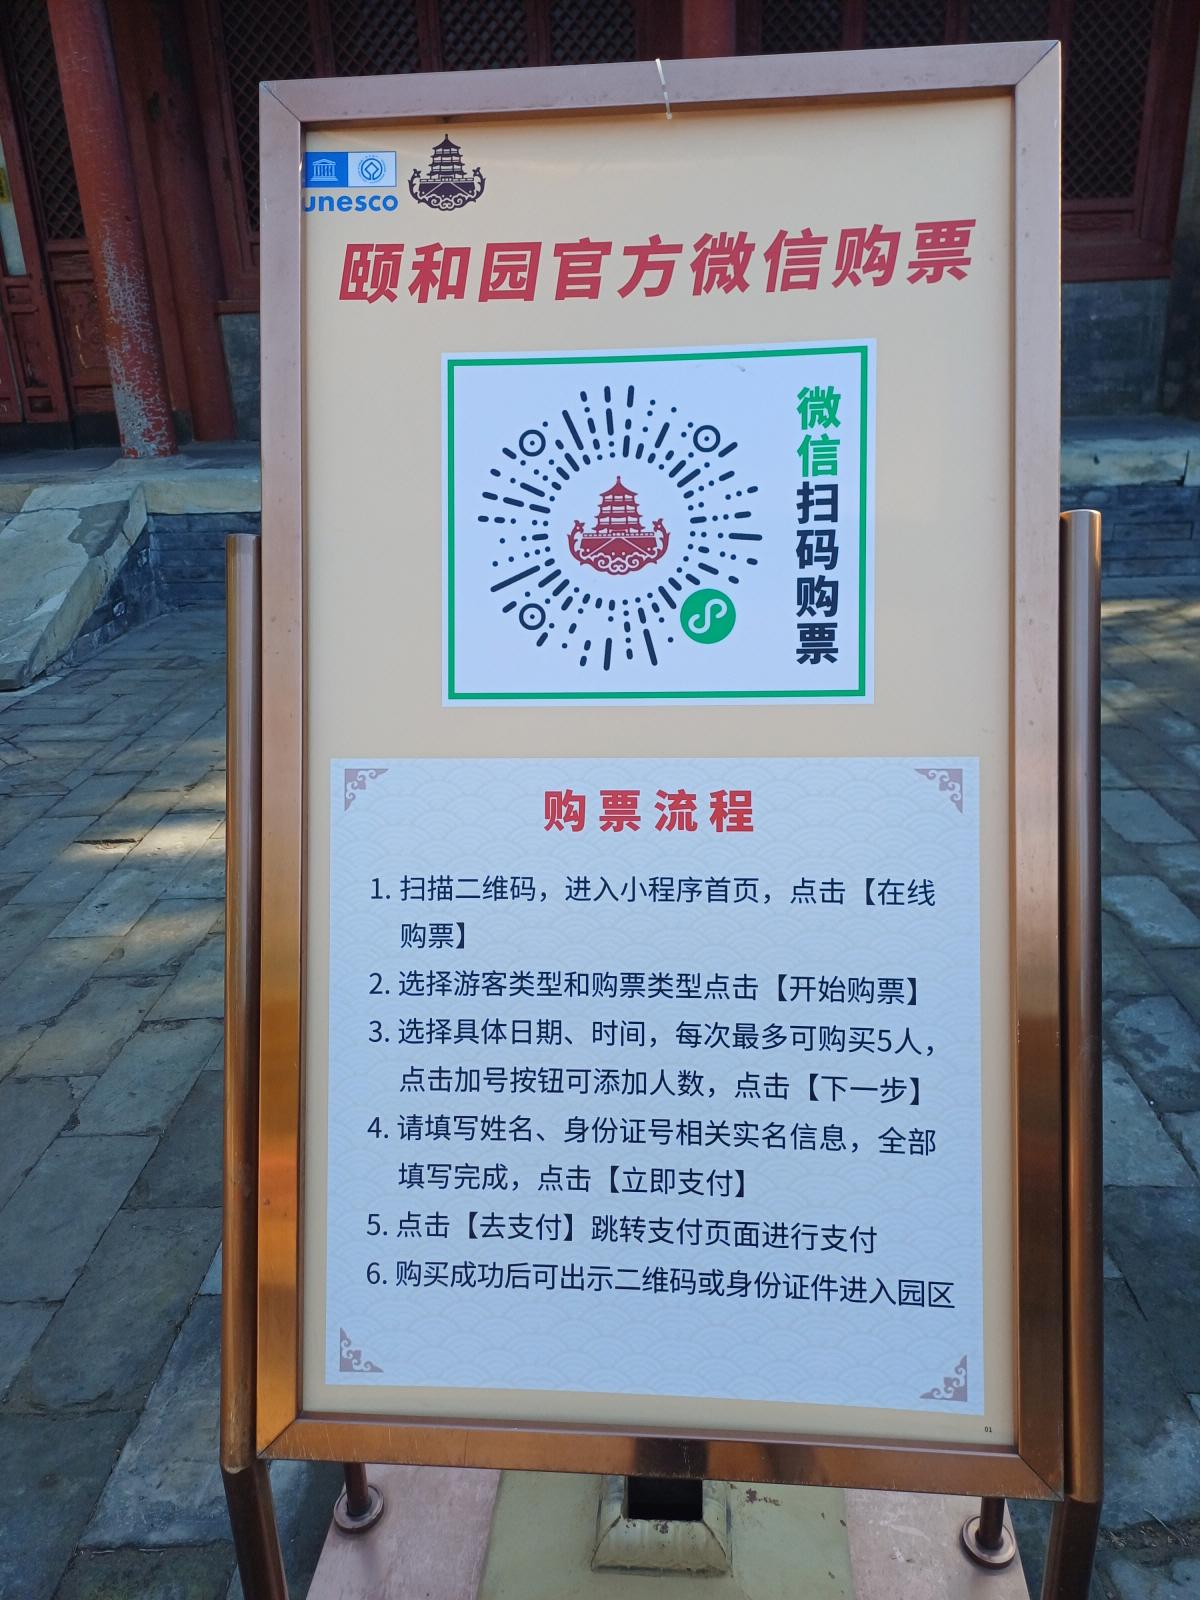 unesco
颐和园官方微信购票
微信扫码购票
购票流程
1. 扫描二维码，进入小程序首页，点击【在线
购票】
2. 选择游客类型和购票类型点击【开始购票】
3. 选择具体日期、时间，每次最多可购买5人，
点击加号按钮可添加人数，点击【下一步】
4. 请填写姓名、身份证号相关实名信息，全部
填写完成，点击【立即支付】
5. 点击【去支付】跳转支付页面进行支付
6. 购买成功后可出示二维码或身份证件进入园区
01